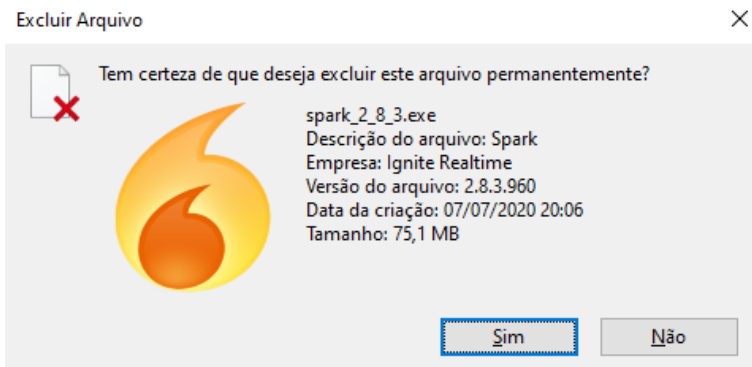 Excluir Arquivo
Tem certeza de que deseja excluir este arquivo permanentemente?
spark_2_8_3.exe
Descrição do arquivo: Spark
Empresa: Ignite Realtime
Versão do arquivo: 2.8.3.960
Data da criação: 07/07/2020 20:06
Tamanho: 75,1 MB
Sim
Não